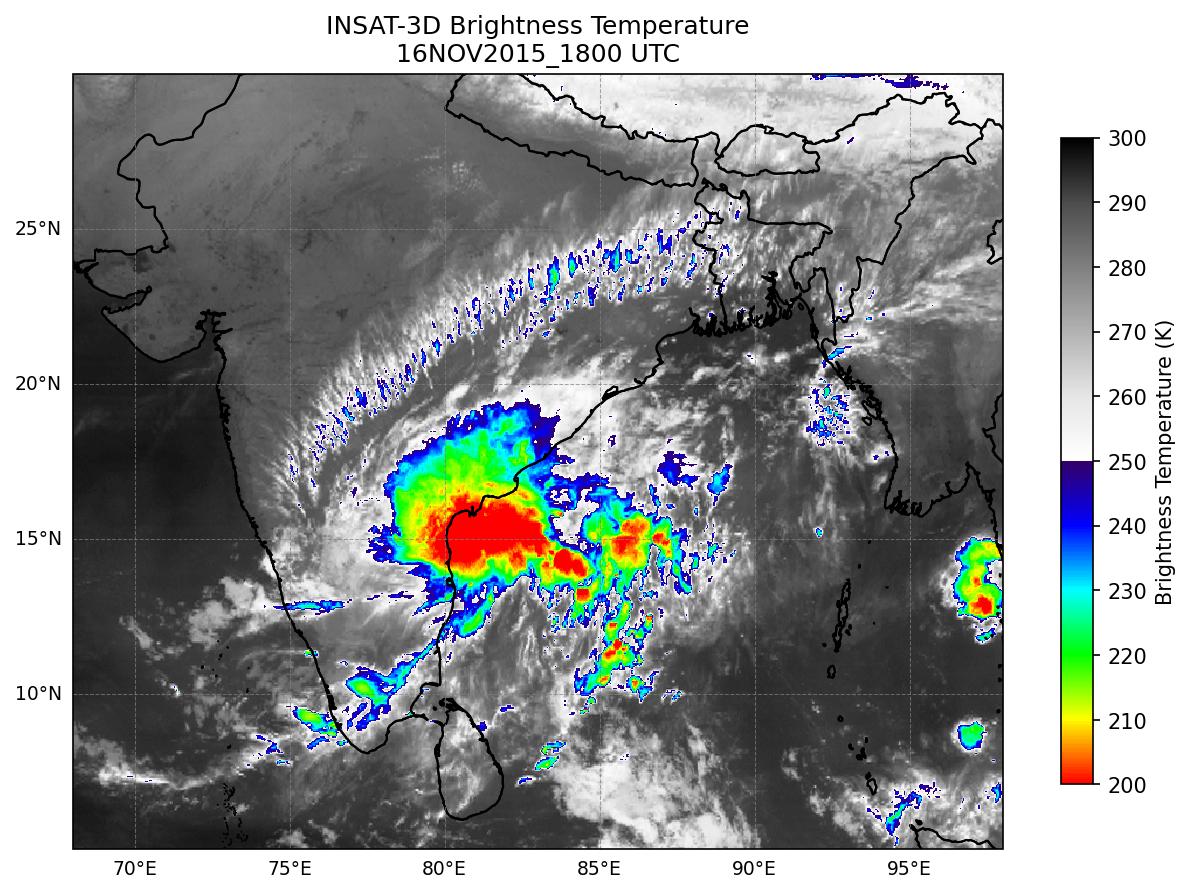 INSAT-3D Brightness Temperature
16NOV2015_1800 UTC
25°N
20°N
15°N
10°N
70°E
75°E
80°E
85°E
90°E
95°E
300
290
280
270
260
250
240
230
220
210
200
Brightness Temperature (K)